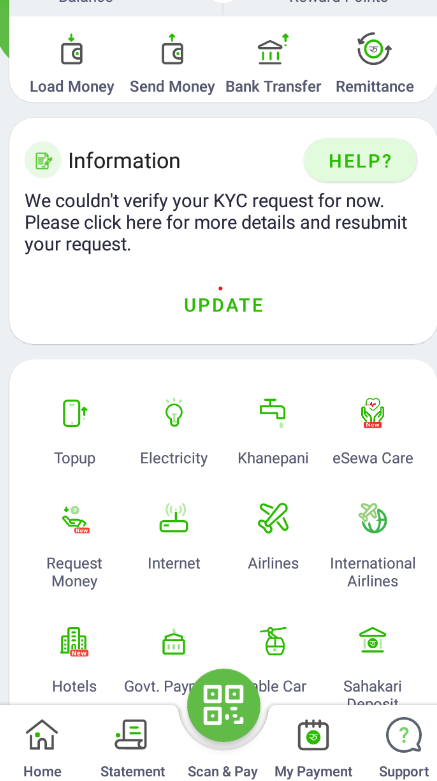 Balance Reward Points
Load Money Send Money Bank Transfer Remittance
Information HELP?
We couldn't verify your KYC request for now.
Please click here for more details and resubmit
your request.
UPDATE
Topup Electricity Khanepani eSewa Care
New
Request Internet Airlines International
Money Airlines
New
Hotels Govt. Paym ble Car Sahakari
New
Deposit
Home Statement Scan & Pay My Payment Support